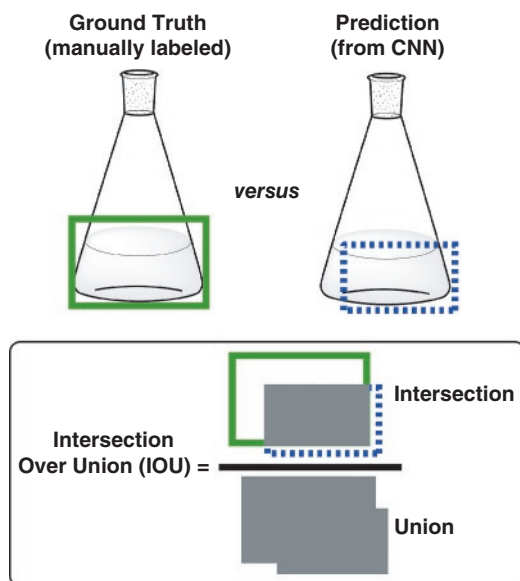 Ground Truth
(manually labeled)
Prediction
(from CNN)
versus
Intersection
Intersection
Over Union (IOU) =
Union